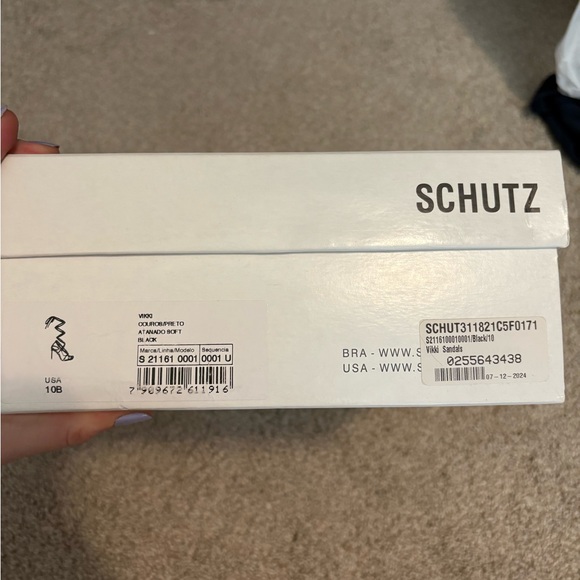 SCHUTZ
VIKKI
COUROB/PRETO
ATANADO SOFT
BLACK
Marca/Linha/Modelo Sequencia
S 21161 0001 0001 U
7 909672 611916
USA
10B
BRA - WWW.S
USA - WWW.S
SCHUT311821C5F0171
S2116100010001/Black/10
Vikki Sandals
0255643438
07-12-2024